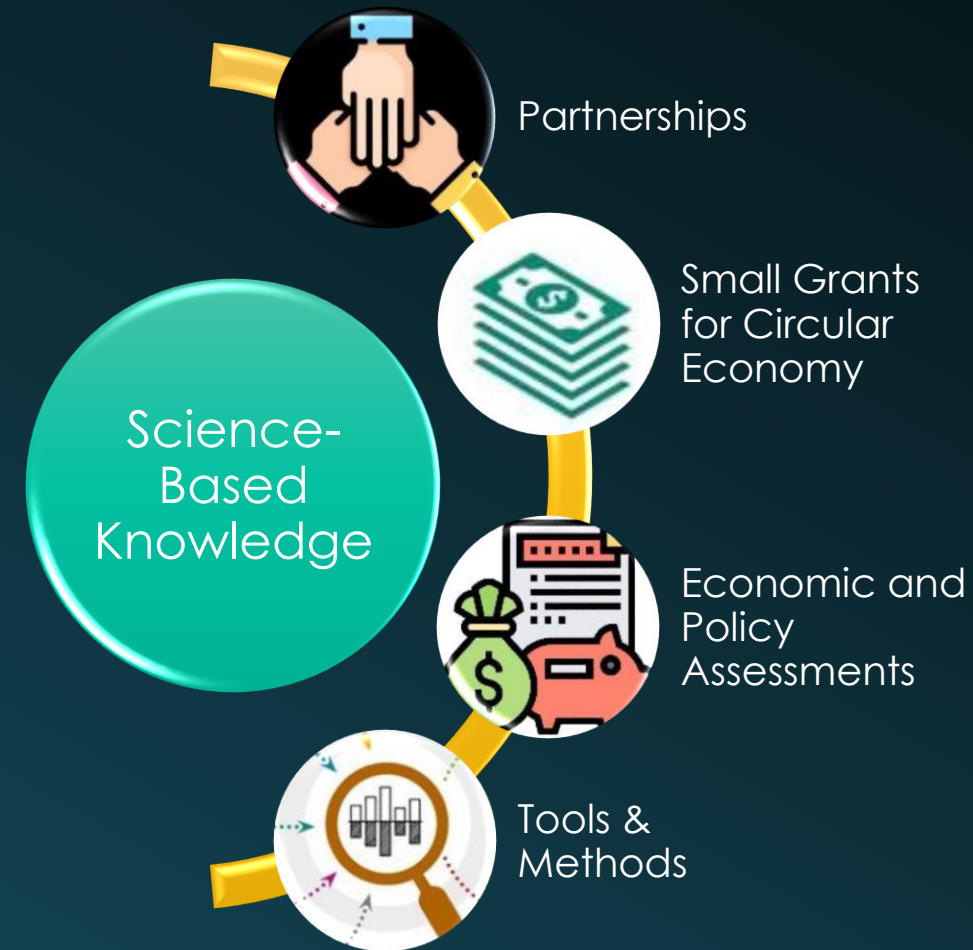 Partnerships
Small Grants
for Circular
Economy
Science-
Based
Knowledge
Economic and
Policy
Assessments
Tools &
Methods